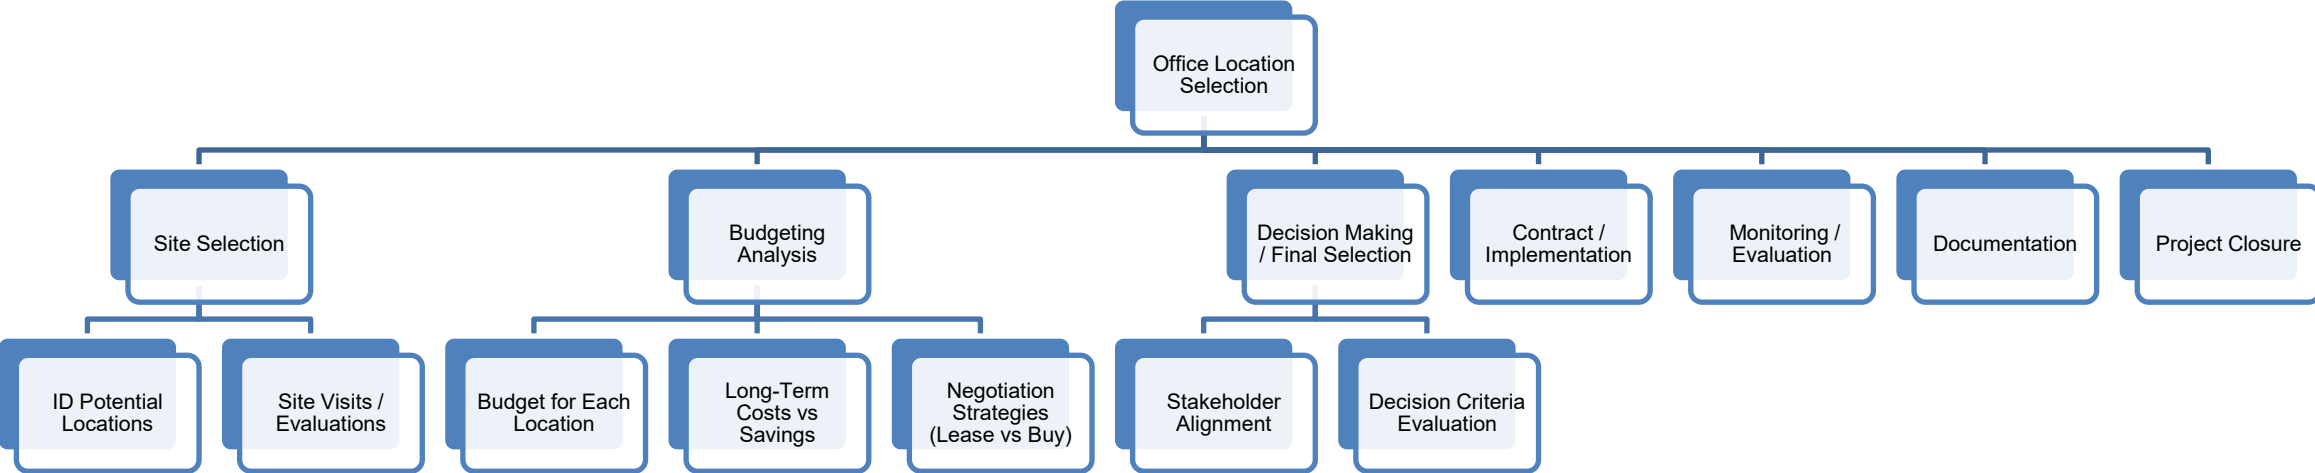 Office Location
Selection
Site Selection
Budgeting
Analysis
Decision Making
/ Final Selection
Contract /
Implementation
Monitoring /
Evaluation
Documentation
Project Closure
ID Potential
Locations
Site Visits /
Evaluations
Budget for Each
Location
Long-Term
Costs vs
Savings
Negotiation
Strategies
(Lease vs Buy)
Stakeholder
Alignment
Decision Criteria
Evaluation